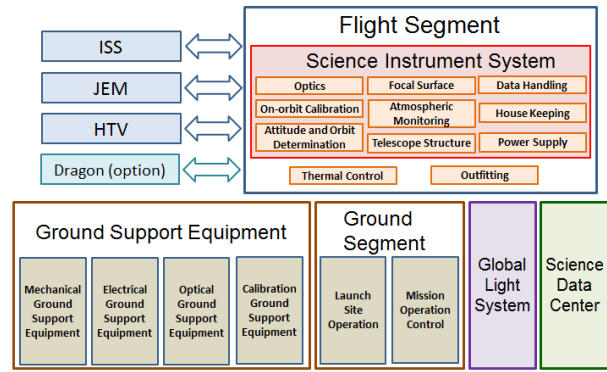 Flight Segment
ISS
JEM
HTV
Dragon (option)
Science Instrument System
Optics
Focal Surface
Data Handling
On-orbit Calibration
Atmospheric
Monitoring
House Keeping
Attitude and Orbit
Determination
Telescope Structure
Power Supply
Thermal Control
Outfitting
Ground Support Equipment
Mechanical
Ground
Support
Equipment
Electrical
Ground
Support
Equipment
Optical
Ground
Support
Equipment
Calibration
Ground
Support
Equipment
Ground
Segment
Launch
Site
Operation
Mission
Operation
Control
Global
Light
System
Science
Data
Center